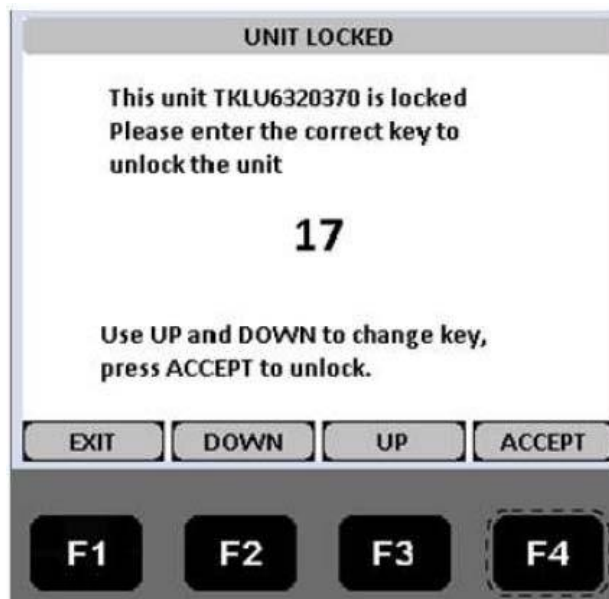 UNIT LOCKED
This unit TKLU6320370 is locked
Please enter the correct key to
unlock the unit
17
Use UP and DOWN to change key,
press ACCEPT to unlock.
EXIT DOWN UP ACCEPT
F1 F2 F3 F4